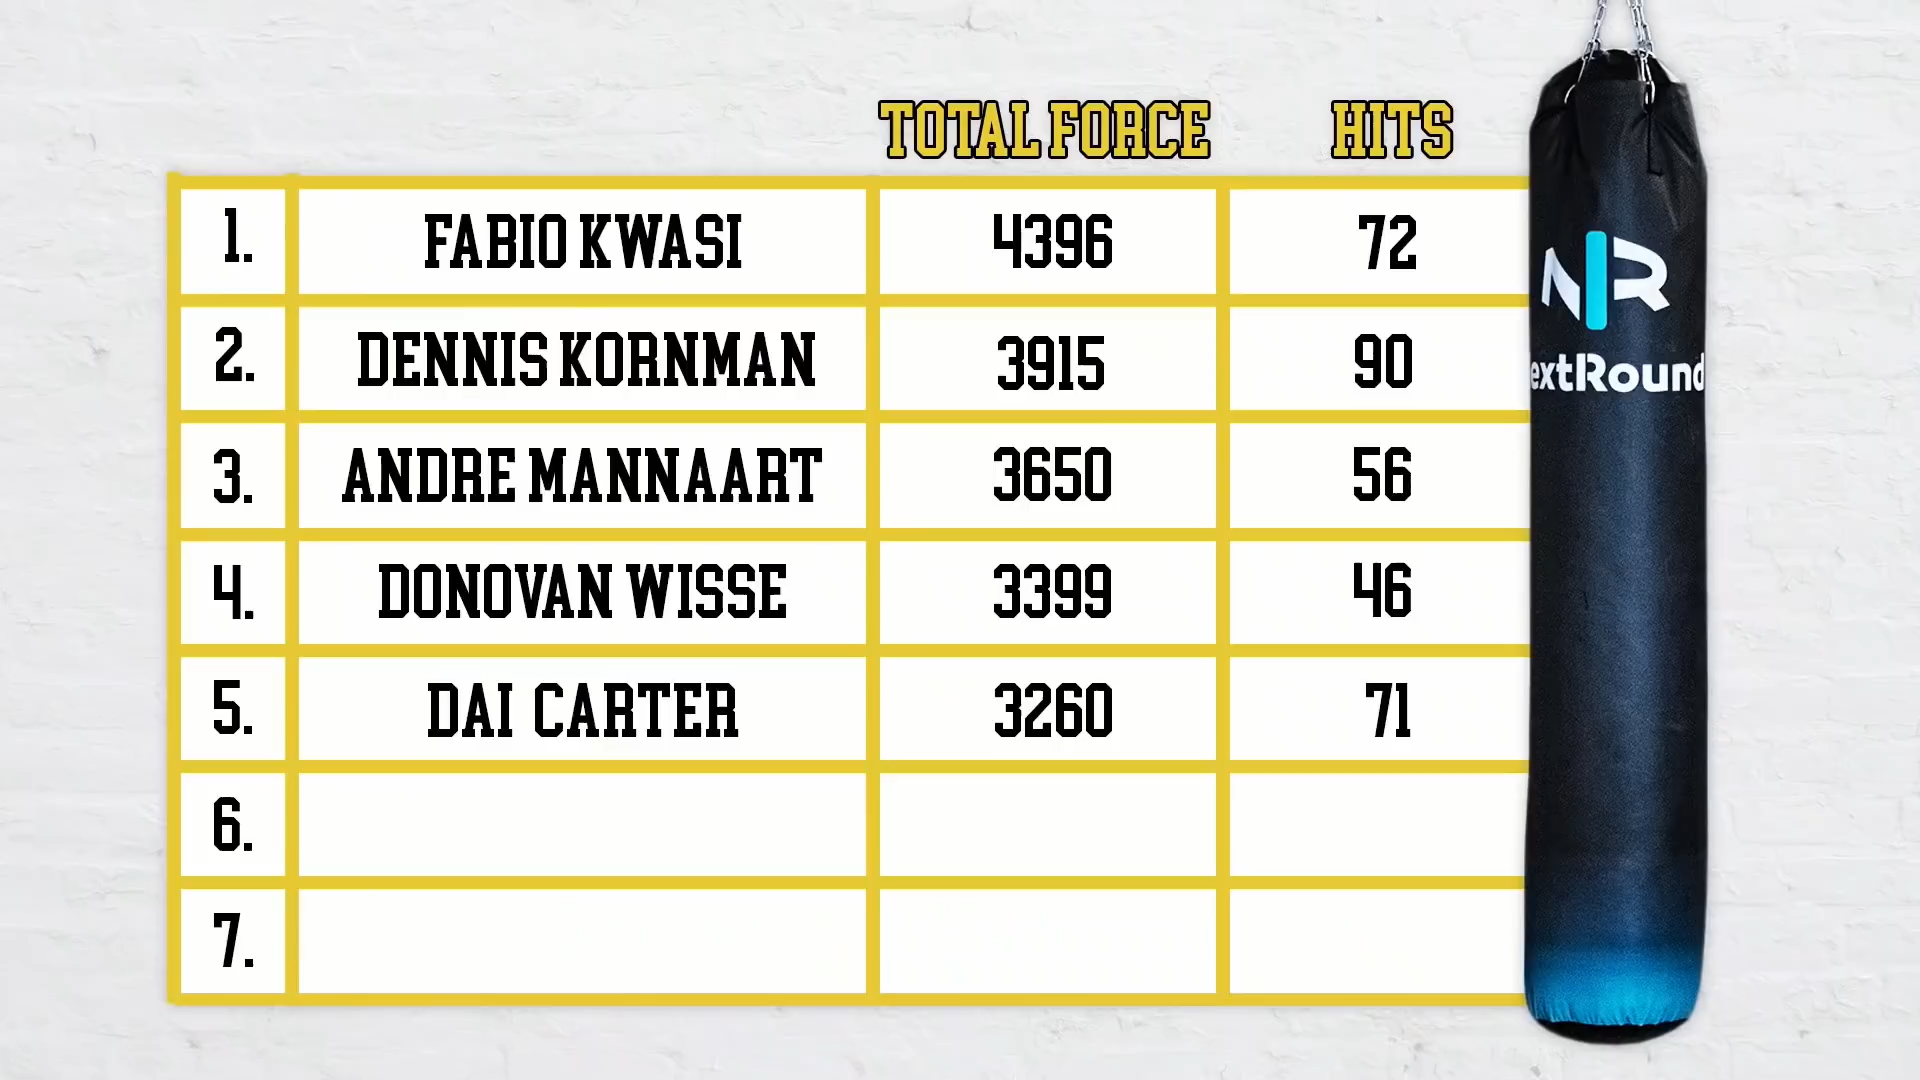 TOTAL FORCE HITS
1. FABIO KWASI 4396 72
2. DENNIS KORNMAN 3915 90
3. ANDRE MANNAART 3650 56
4. DONOVAN WISSE 3399 46
5. DAI CARTER 3260 71
6.
7.
NR
extRound